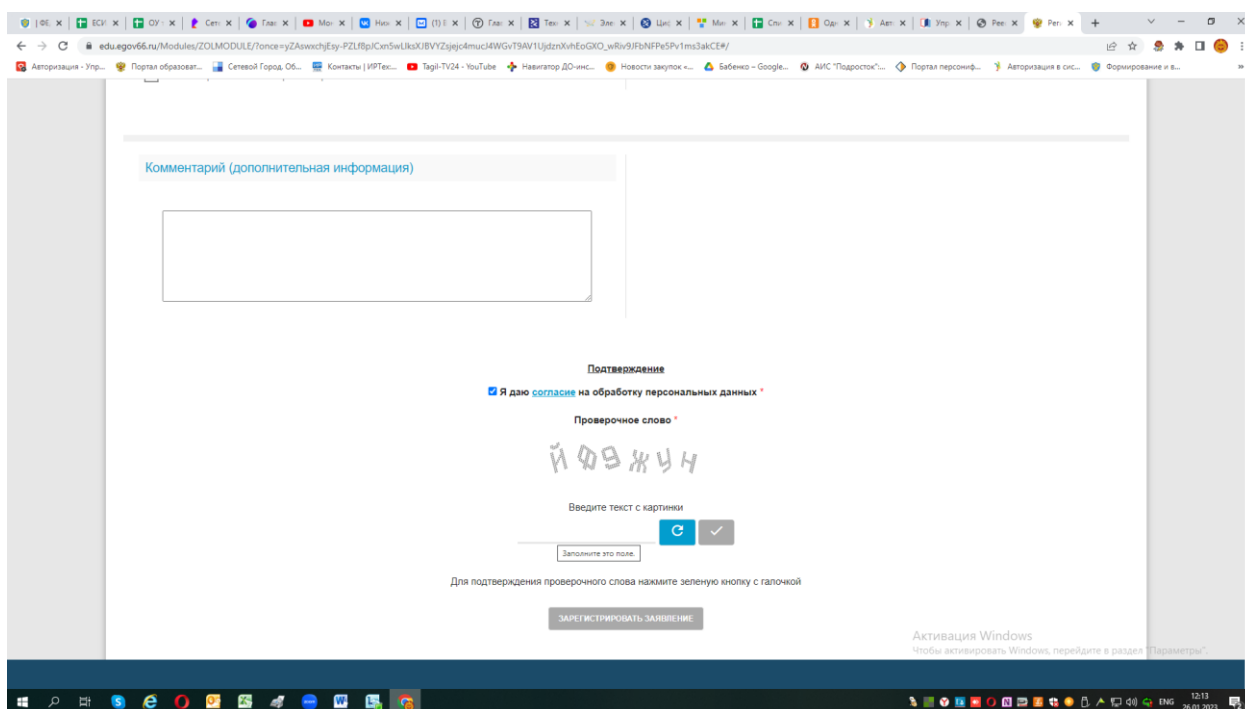 edu.egov66.ru/Modules/ZOLMODULE/?once=yZAswxchjEsy-PZLf8pJCxn5wLlksXJ8VYZsjejc4mucJ4WGvT9AV1UjdznXvhEoGXO_wRiv9JFbNFPe5Pv1ms3akCE#/
Авторизация - Упр... Портал образоват... Сетевой Город. Об... Контакты | ИРТех:... Tagil-TV24 - YouTube Навигатор ДО-инс... Новости закупок «... Бабенко – Google... АИС "Подросток":... Портал персониф... Авторизация в сис... Формирование и в...
Комментарий (дополнительная информация)
Подтверждение
Я даю согласие на обработку персональных данных *
Проверочное слово *
Введите текст с картинки
Заполните это поле.
Для подтверждения проверочного слова нажмите зеленую кнопку с галочкой
ЗАРЕГИСТРИРОВАТЬ ЗАЯВЛЕНИЕ
Активация Windows
Чтобы активировать Windows, перейдите в раздел "Параметры".
ENG
12:13
26.01.2023